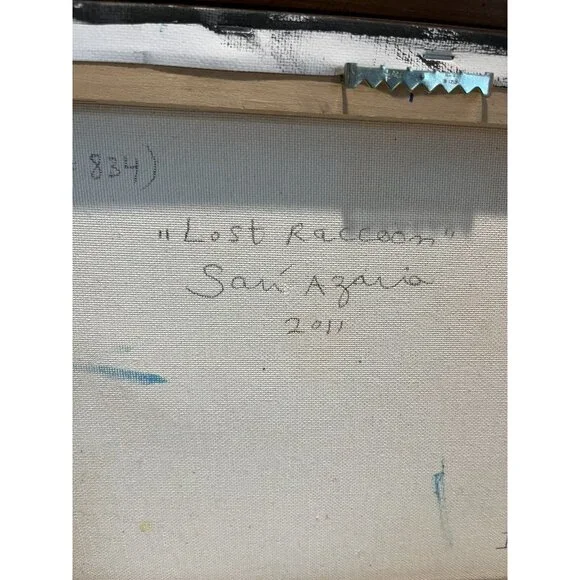 834)
"Lost Raccoon"
Sari Azaria
2011